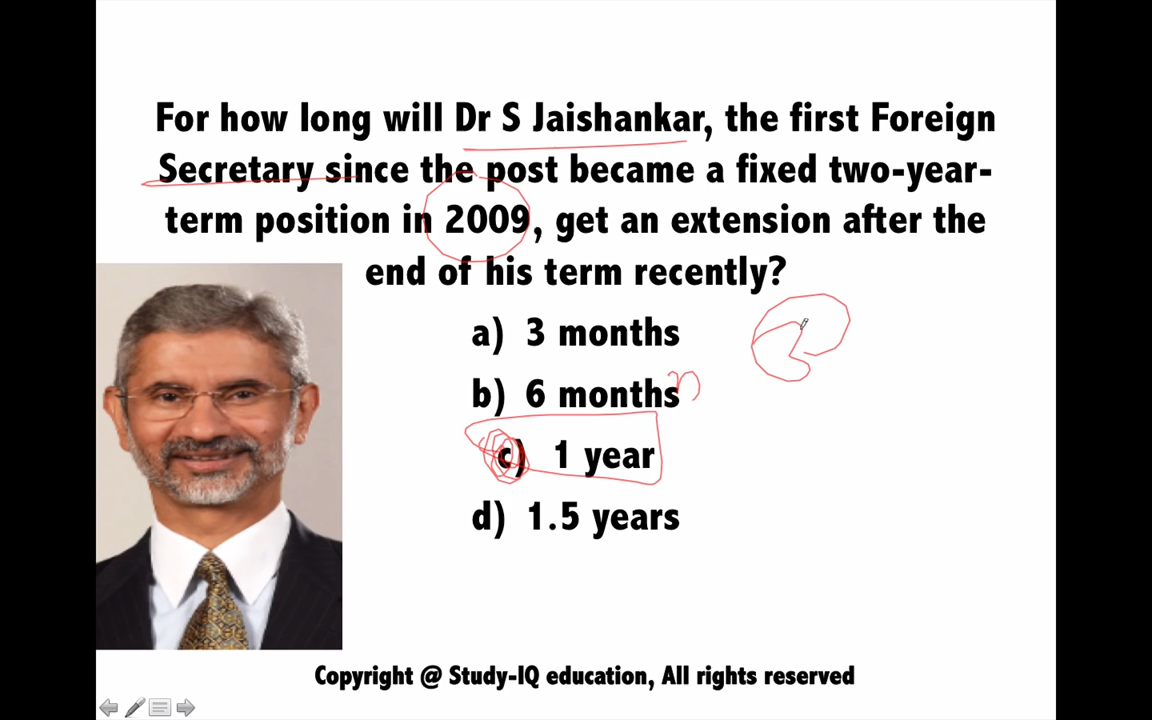 For how long will Dr S Jaishankar, the first Foreign
Secretary since the post became a fixed two-year-
term position in 2009, get an extension after the
end of his term recently?
a) 3 months
b) 6 months
c) 1 year
d) 1.5 years
Copyright @ Study-IQ education, All rights reserved